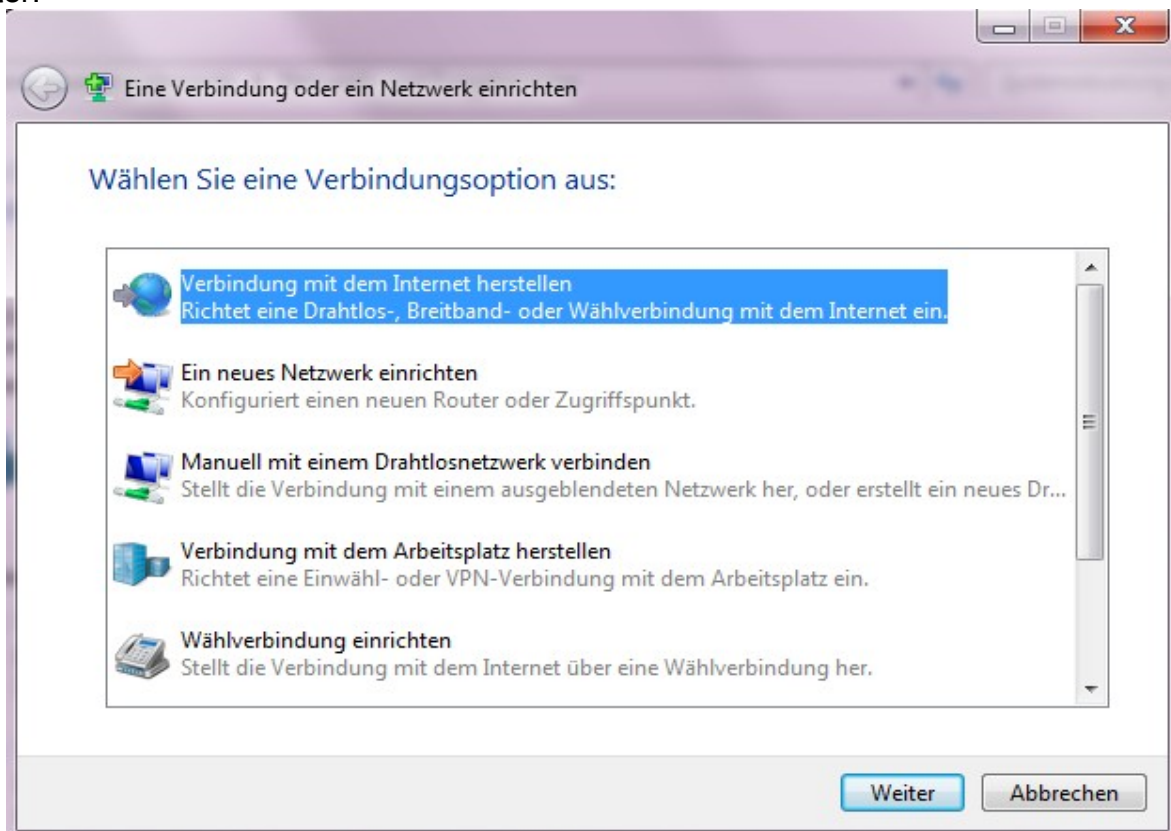 Eine Verbindung oder ein Netzwerk einrichten
Wählen Sie eine Verbindungsoption aus:
Verbindung mit dem Internet herstellen
Richtet eine Drahtlos-, Breitband- oder Wählverbindung mit dem Internet ein.
Ein neues Netzwerk einrichten
Konfiguriert einen neuen Router oder Zugriffspunkt.
Manuell mit einem Drahtlosnetzwerk verbinden
Stellt die Verbindung mit einem ausgeblendeten Netzwerk her, oder erstellt ein neues Dr...
Verbindung mit dem Arbeitsplatz herstellen
Richtet eine Einwähl- oder VPN-Verbindung mit dem Arbeitsplatz ein.
Wählverbindung einrichten
Stellt die Verbindung mit dem Internet über eine Wählverbindung her.
Weiter
Abbrechen